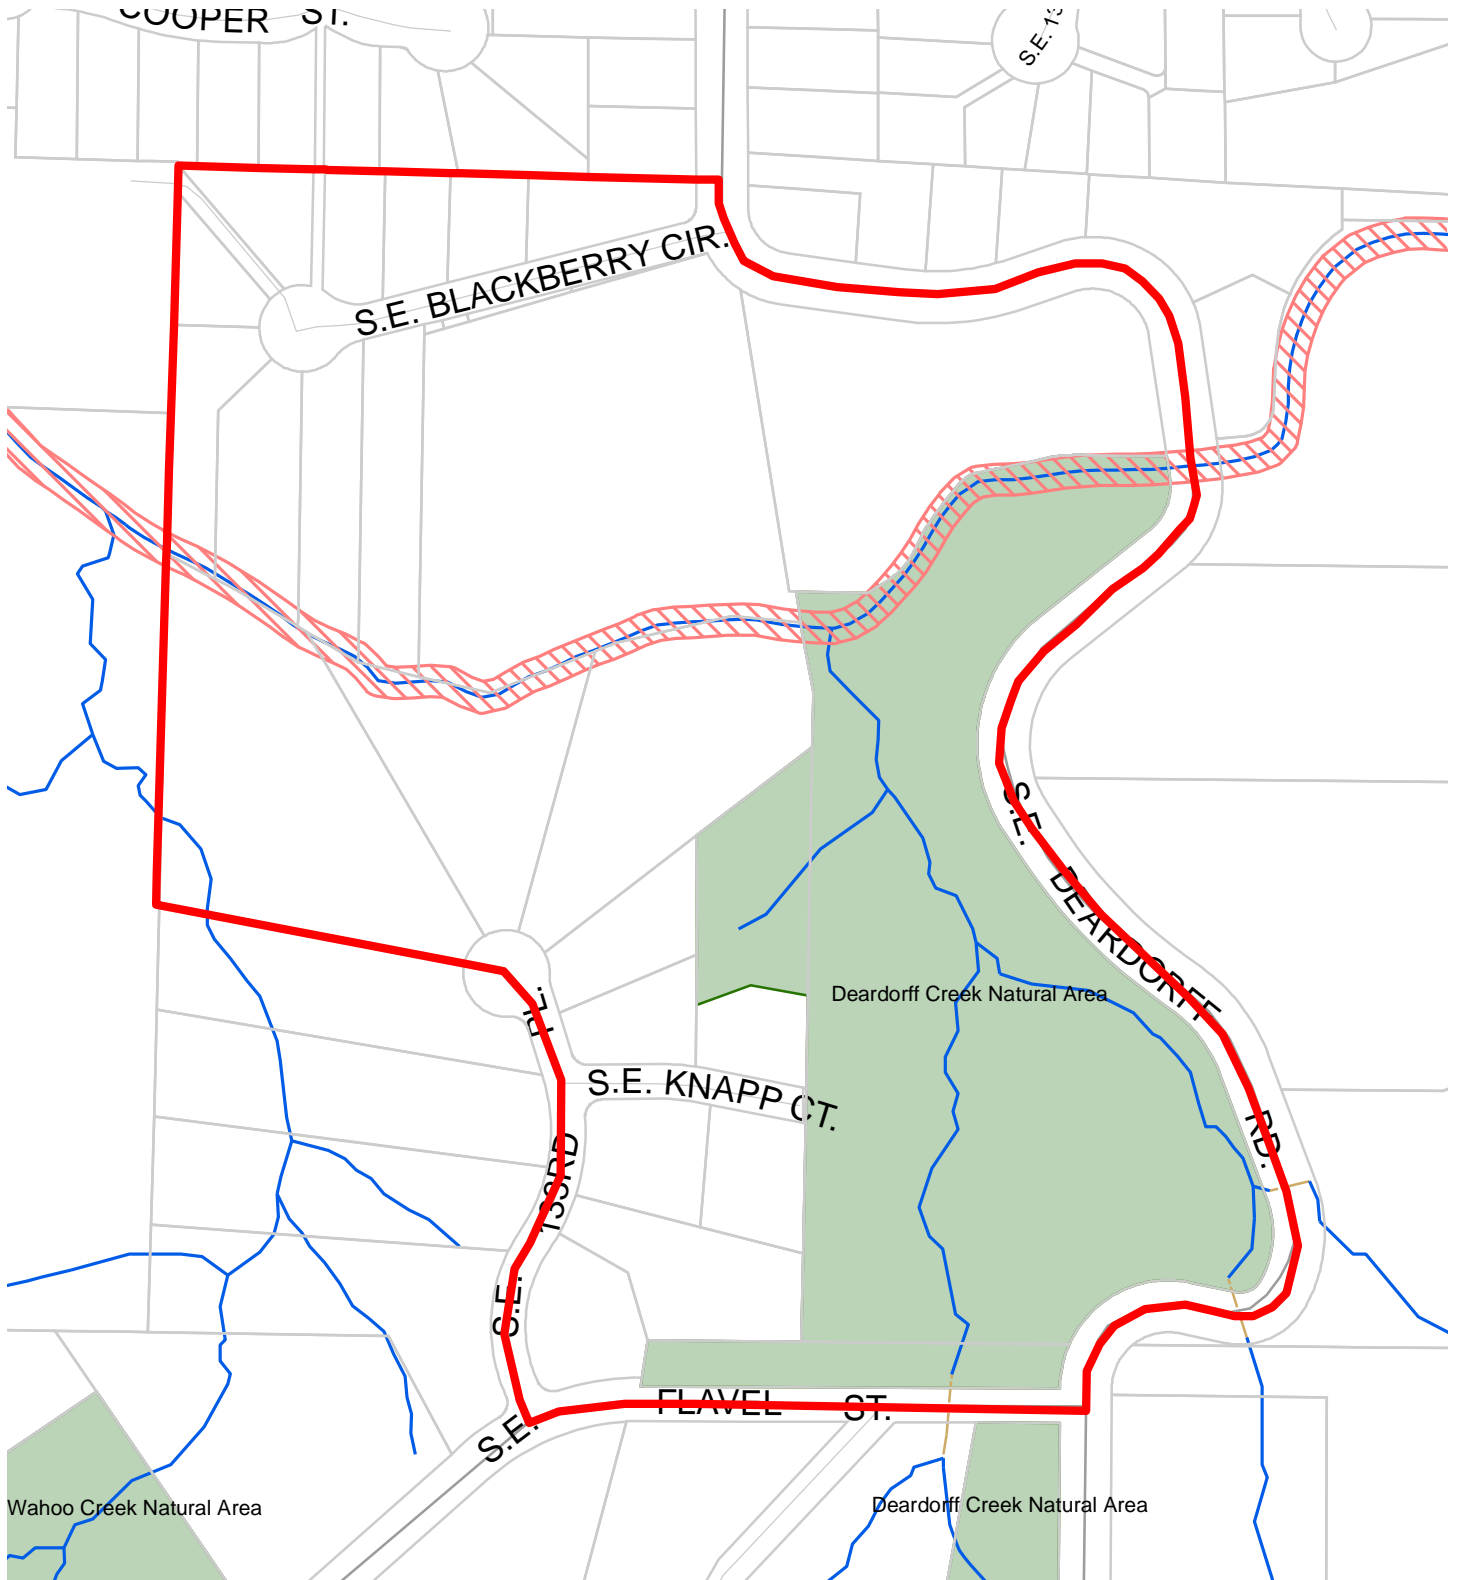 COOPER ST.
S.E. 13
S.E. BLACKBERRY CIR.
S.E. DEARDORFF RD.
Deardorff Creek Natural Area
PL.
S.E. KNAPP CT.
S.E. 133RD
S.E. FLAVEL ST.
Wahoo Creek Natural Area
Deardorff Creek Natural Area